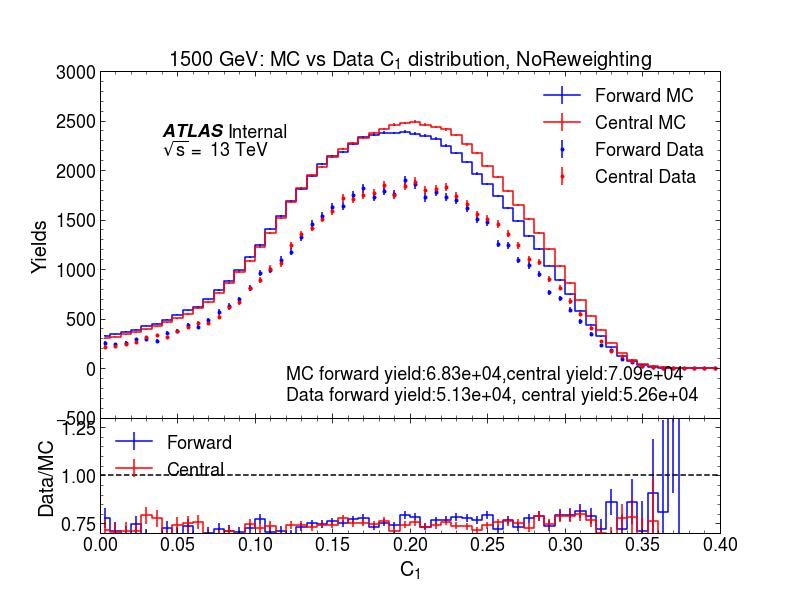 1500 GeV: MC vs Data C₁ distribution, NoReweighting
3000
2500
2000
1500
1000
500
0
−500
Yields
ATLAS Internal
√s = 13 TeV
Forward MC
Central MC
Forward Data
Central Data
MC forward yield:6.83e+04,central yield:7.09e+04
Data forward yield:5.13e+04, central yield:5.26e+04
1.25
1.00
0.75
Data/MC
Forward
Central
0.00 0.05 0.10 0.15 0.20 0.25 0.30 0.35 0.40
C₁